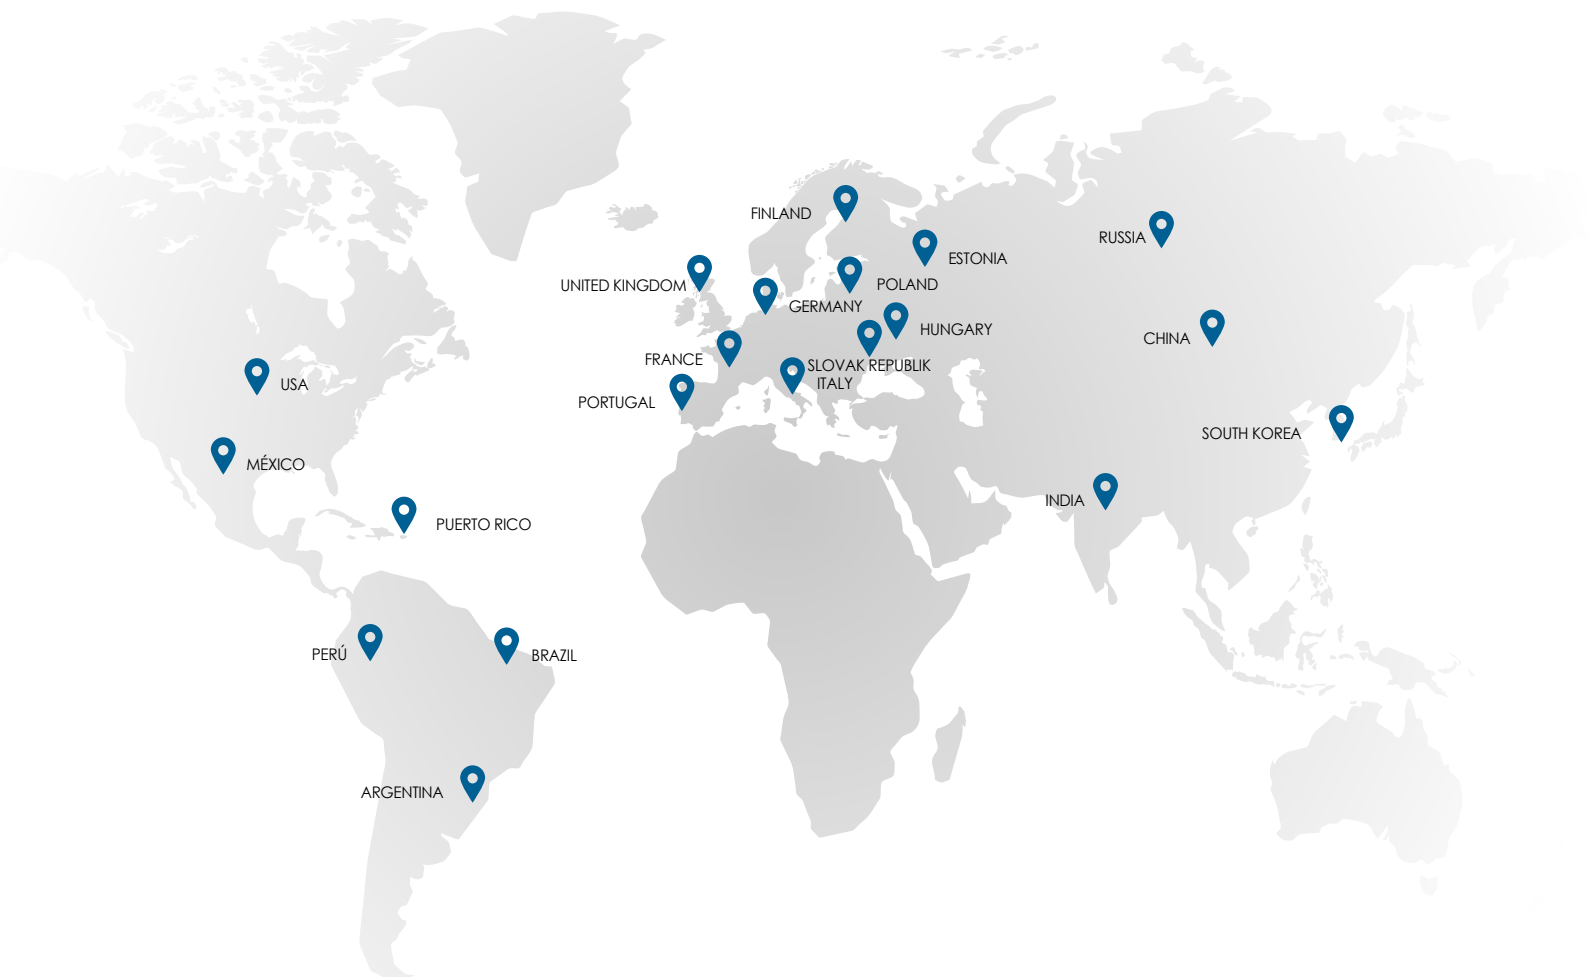 FINLAND
RUSSIA
ESTONIA
UNITED KINGDOM
POLAND
GERMANY
HUNGARY
CHINA
FRANCE
SLOVAK REPUBLIK
ITALY
USA
PORTUGAL
SOUTH KOREA
MÉXICO
INDIA
PUERTO RICO
PERÚ
BRAZIL
ARGENTINA